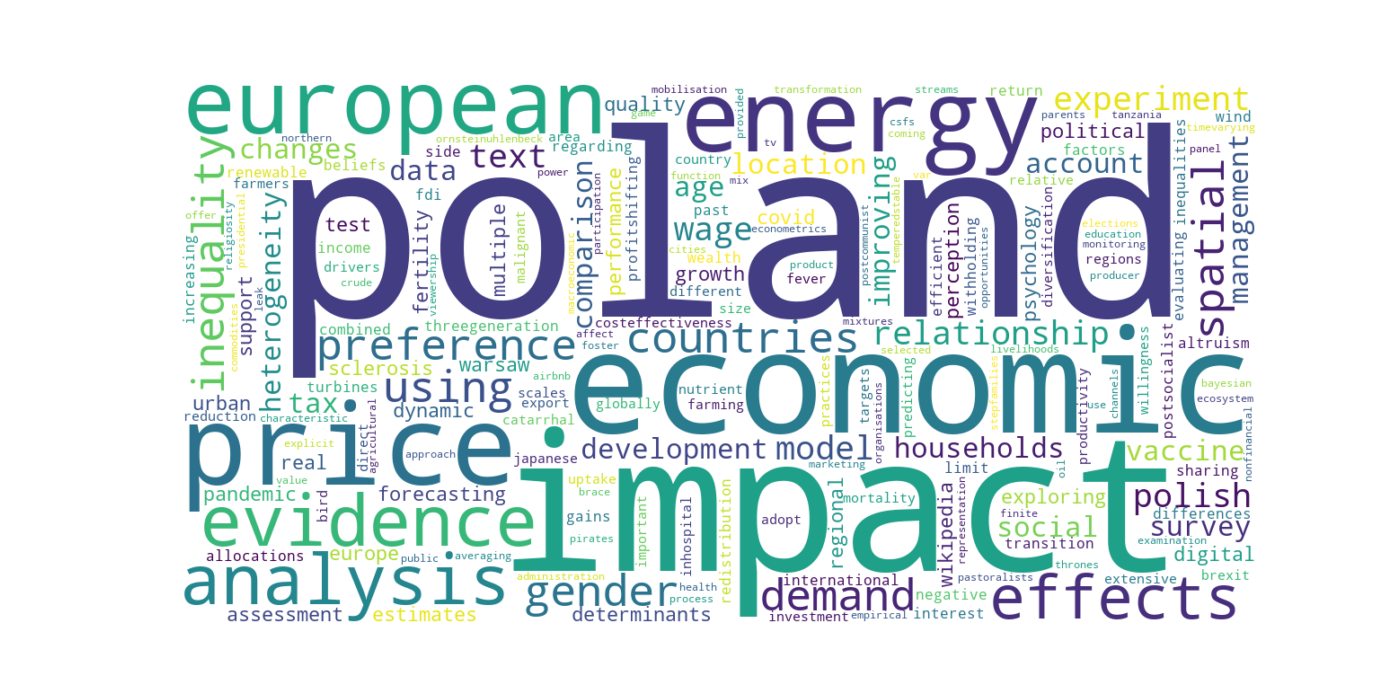 poland
economic
impact
energy
european
price
evidence
analysis
effects
mobilisation
transformation
streams
return
experiment
quality
provided
game
csfs
coming
parents
tanzania
timevarying
wind
political
factors
account
panel
northern
ornsteinuhlenbeck
area
regarding
changes
side
text
tv
country
location
function
mix
age
relative
var
renewable
beliefs
data
power
farmers
fdi
inequality
offer
religiosity
presidential
increasing
heterogeneity
test
income
drivers
crude
fertility
viewership
multiple
malignant
comparison
macroeconomic
participation
performance
profitshifting
past
wage
covid
econometrics
cities
wealth
growth
different
size
product
fever
postcommunist
improving
temperedstable
efficient
perception
withholding
opportunities
psychology
diversification
elections
education
monitoring
regions
producer
evaluating
inequalities
spatial
management
commodities
support
leak
combined
threegeneration
costeffectiveness
affect
foster
mixtures
countries
relationship
preference
sclerosis
warsaw
selected
livelihoods
willingness
postsocialist
altruism
turbines
using
airbnb
scales
export
nutrient
globally
farming
practices
targets
predicting
stepfamilies
productivity
use
channels
bayesian
ecosystem
urban
reduction
tax
characteristic
dynamic
catarrhal
explicit
direct
agricultural
approach
japanese
development
model
organisations
households
nonfinancial
vaccine
real
value
marketing
limit
oil
sharing
pandemic
bird
forecasting
uptake
brace
gains
pirates
important
inhospital
redistribution
mortality
adopt
regional
wikipedia
representation
exploring
finite
social
transition
polish
differences
survey
examination
digital
allocations
europe
public
averaging
thrones
administration
health
process
gender
international
demand
pastoralists
extensive
brexit
negative
assessment
estimates
determinants
investment
empirical
interest